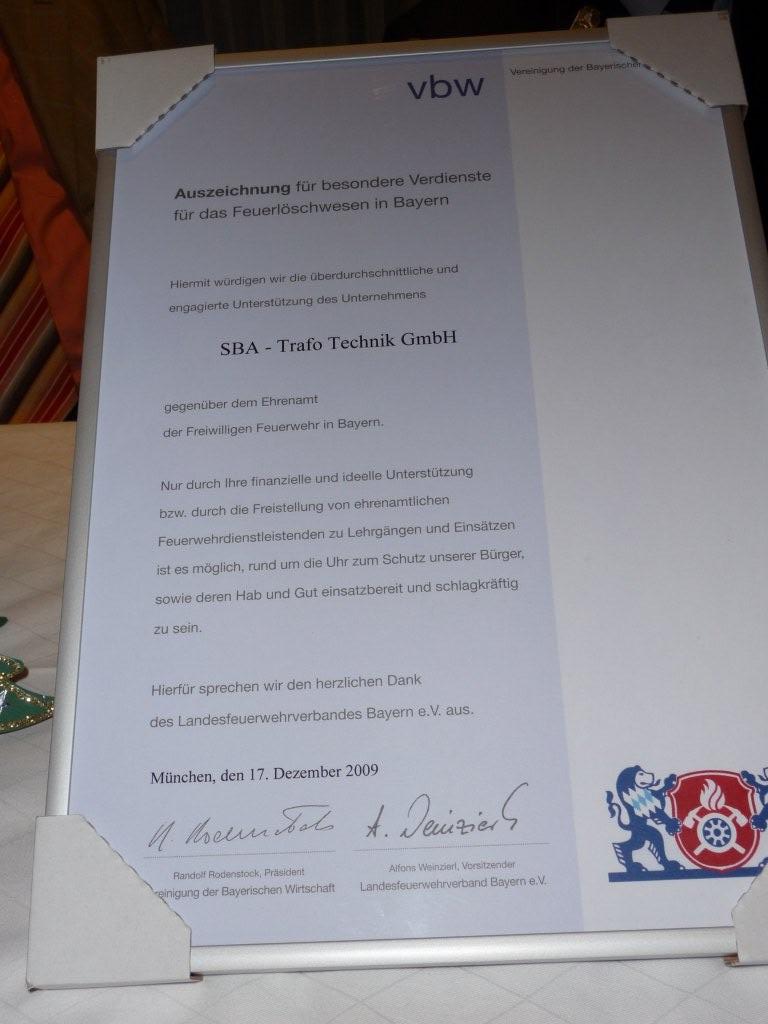 vbw
Vereinigung der Bayerischen
Auszeichnung für besondere Verdienste
für das Feuerlöschwesen in Bayern
Hiermit würdigen wir die überdurchschnittliche und
engagierte Unterstützung des Unternehmens
SBA - Trafo Technik GmbH
gegenüber dem Ehrenamt
der Freiwilligen Feuerwehr in Bayern.
Nur durch Ihre finanzielle und ideelle Unterstützung
bzw. durch die Freistellung von ehrenamtlichen
Feuerwehrdienstleistenden zu Lehrgängen und Einsätzen
ist es möglich, rund um die Uhr zum Schutz unserer Bürger,
sowie deren Hab und Gut einsatzbereit und schlagkräftig
zu sein.
Hierfür sprechen wir den herzlichen Dank
des Landesfeuerwehrverbandes Bayern e.V. aus.
München, den 17. Dezember 2009
A. Weinzierl
Randolf Rodenstock, Präsident
einigung der Bayerischen Wirtschaft
Alfons Weinzierl, Vorsitzender
Landesfeuerwehrverband Bayern e.V.